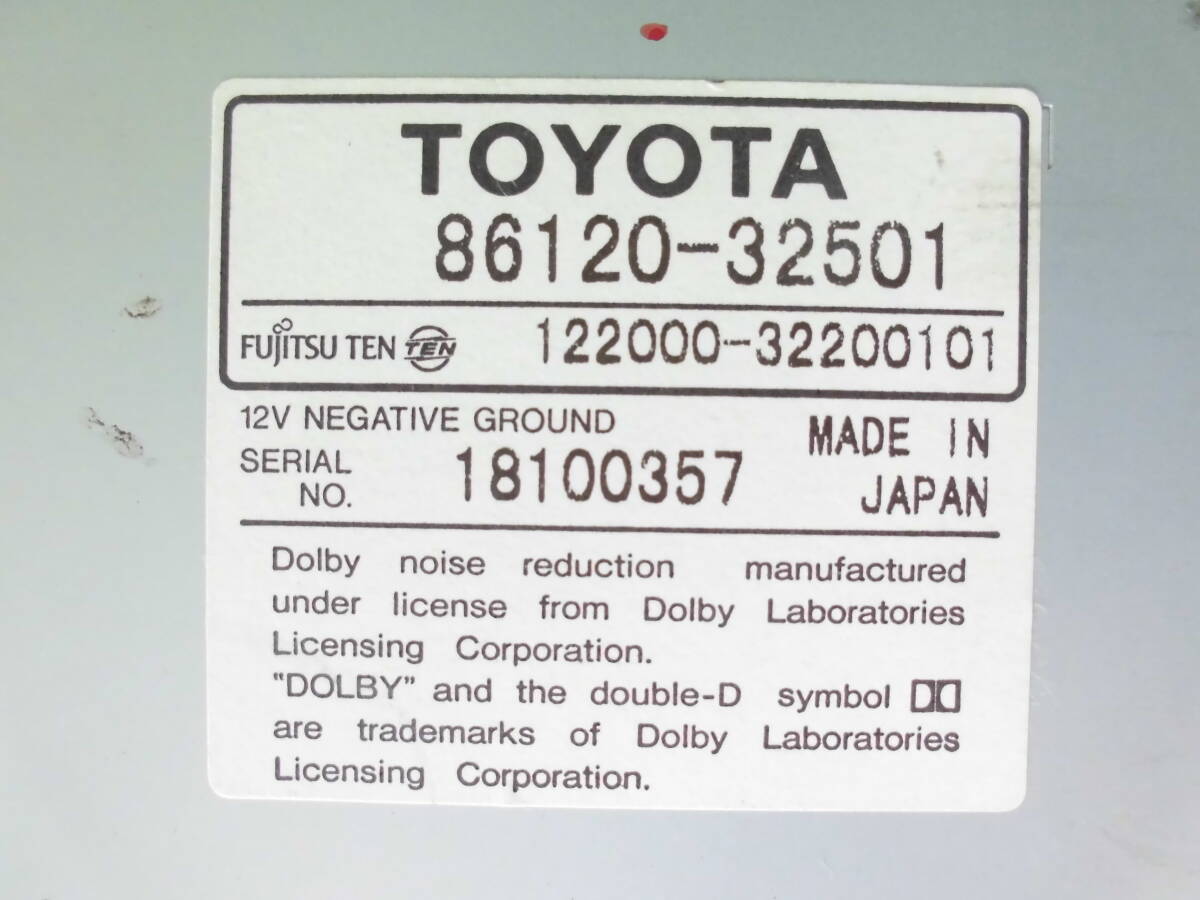 TOYOTA
86120-32501
FUJITSU TEN TEN 122000-32200101
12V NEGATIVE GROUND
SERIAL NO. 18100357
MADE IN
JAPAN
Dolby noise reduction manufactured
under license from Dolby Laboratories
Licensing Corporation.
"DOLBY" and the double-D symbol
are trademarks of Dolby Laboratories
Licensing Corporation.